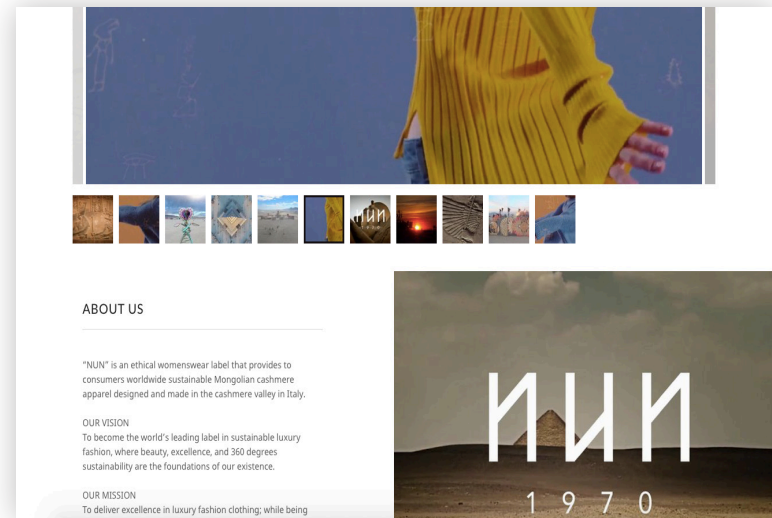 NUN
ABOUT US
"NUN" is an ethical womenswear label that provides to
consumers worldwide sustainable Mongolian cashmere
apparel designed and made in the cashmere valley in Italy.
OUR VISION
To become the world's leading label in sustainable luxury
fashion, where beauty, excellence, and 360 degrees
sustainability are the foundations of our existence.
OUR MISSION
To deliver excellence in luxury fashion clothing; while being
NUN
1970